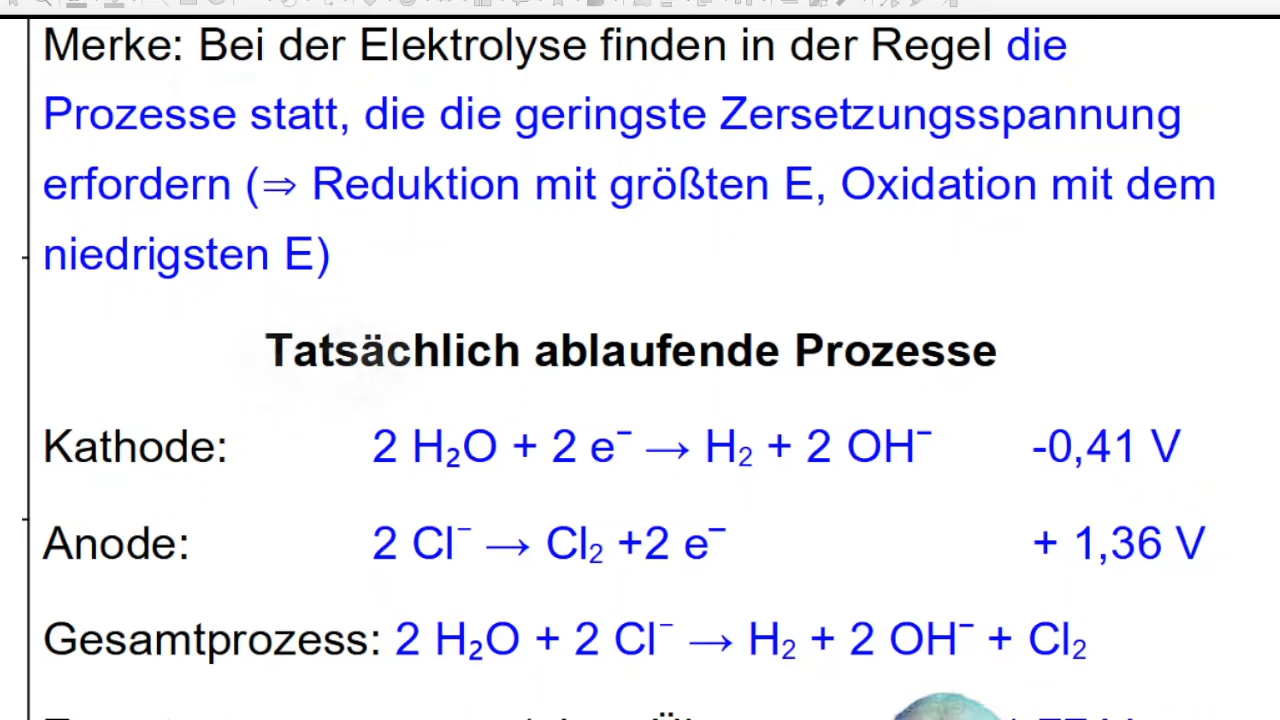 Merke: Bei der Elektrolyse finden in der Regel die
Prozesse statt, die die geringste Zersetzungsspannung
erfordern (⇒ Reduktion mit größten E, Oxidation mit dem
niedrigsten E)
Tatsächlich ablaufende Prozesse
Kathode: 2 H₂O + 2 e⁻ → H₂ + 2 OH⁻ -0,41 V
Anode: 2 Cl⁻ → Cl₂ +2 e⁻ + 1,36 V
Gesamtprozess: 2 H₂O + 2 Cl⁻ → H₂ + 2 OH⁻ + Cl₂